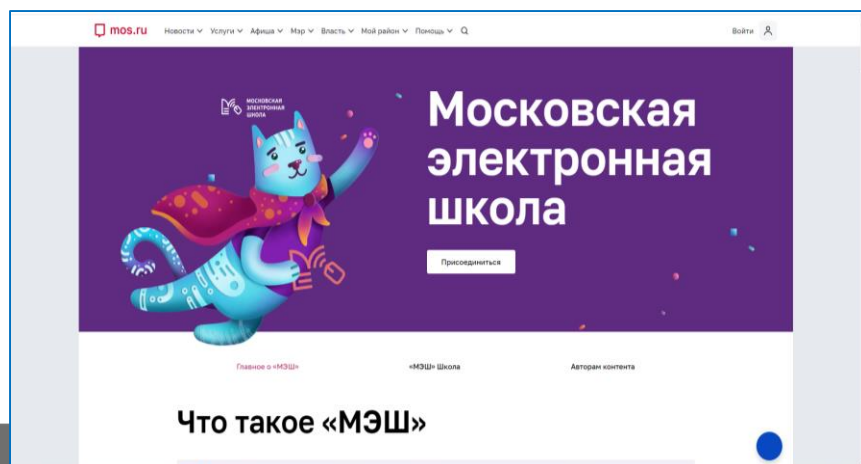 mos.ru Новости Услуги Афиша Мэр Власть Мой район Помощь Войти
МОСКОВСКАЯ
ЭЛЕКТРОННАЯ
ШКОЛА
Московская
электронная
школа
Присоединиться
Главное о «МЭШ» «МЭШ» Школа Авторам контента
Что такое «МЭШ»